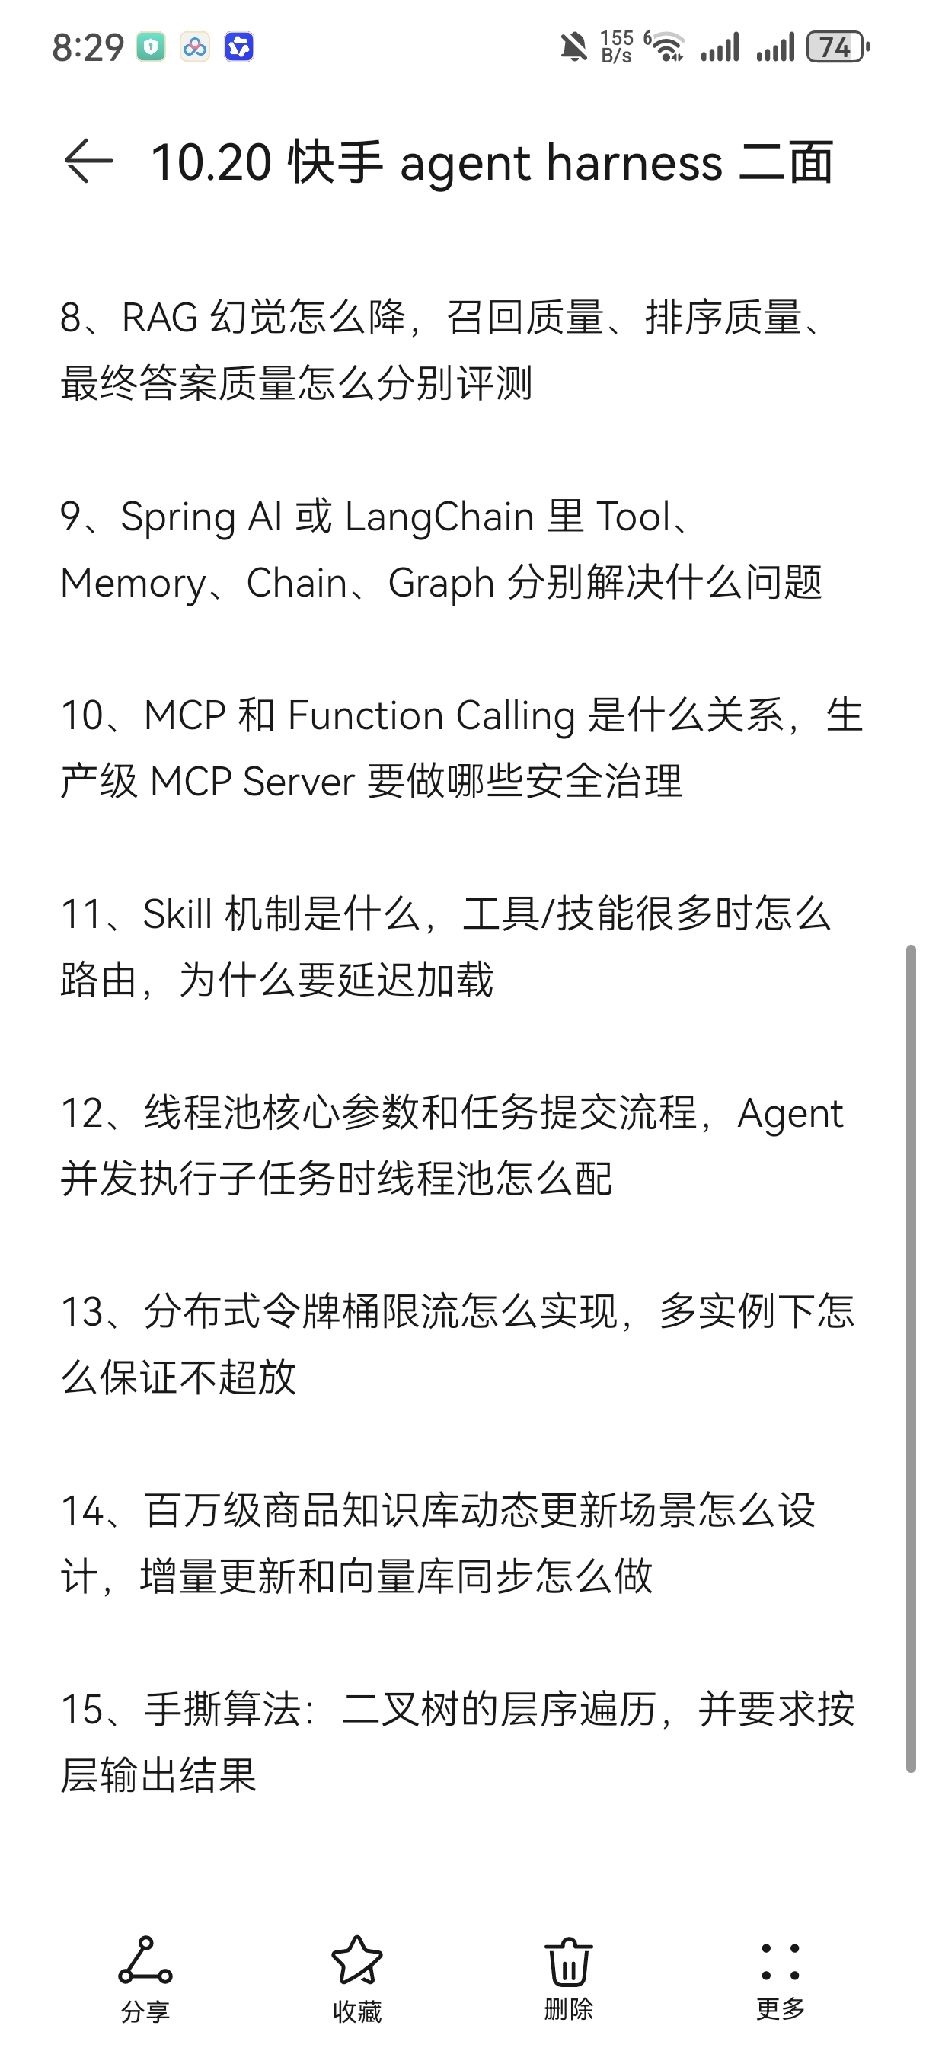 8:29
155 B/s
6
74
10.20 快手 agent harness 二面
8、RAG 幻觉怎么降，召回质量、排序质量、
最终答案质量怎么分别评测
9、Spring AI 或 LangChain 里 Tool、
Memory、Chain、Graph 分别解决什么问题
10、MCP 和 Function Calling 是什么关系，生
产级 MCP Server 要做哪些安全治理
11、Skill 机制是什么，工具/技能很多时怎么
路由，为什么要延迟加载
12、线程池核心参数和任务提交流程，Agent
并发执行子任务时线程池怎么配
13、分布式令牌桶限流怎么实现，多实例下怎
么保证不超放
14、百万级商品知识库动态更新场景怎么设
计，增量更新和向量库同步怎么做
15、手撕算法：二叉树的层序遍历，并要求按
层输出结果
分享
收藏
删除
更多